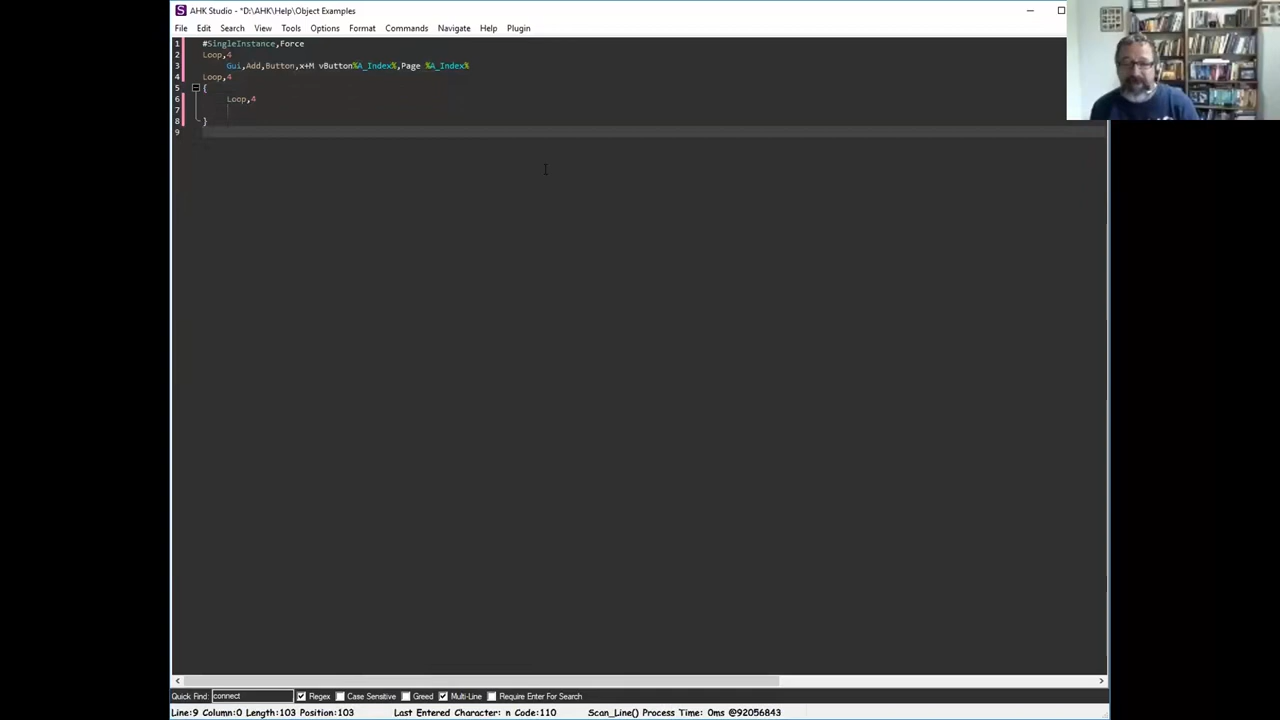 AHK Studio - *D:\AHK\Help\Object Examples
File Edit Search View Tools Options Format Commands Navigate Help Plugin
1 #SingleInstance,Force
2 Loop,4
3 Gui,Add,Button,x+M vButton%A_Index%,Page %A_Index%
4 Loop,4
5 {
6 Loop,4
7
8 }
9
Quick Find: connect Regex Case Sensitive Greed Multi-Line Require Enter For Search
Line:9 Column:0 Length:103 Position:103 Last Entered Character: n Code:110 Scan_Line() Process Time: 0ms @92056843